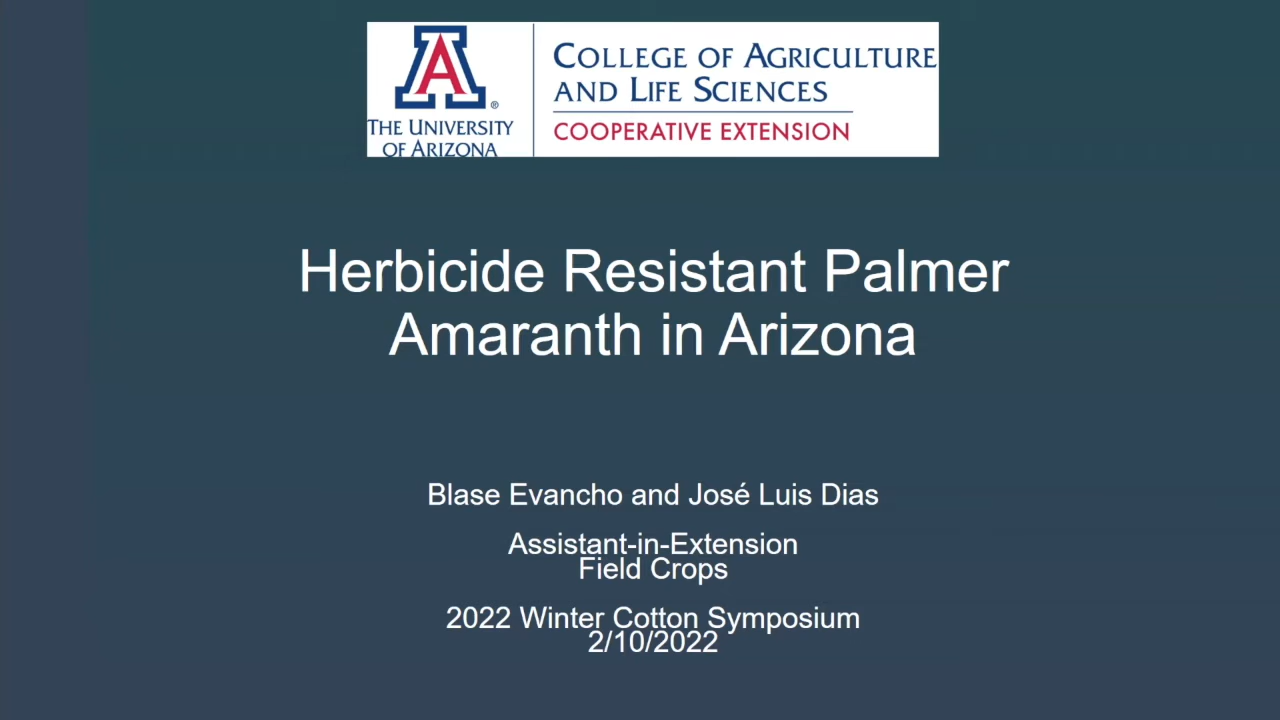 A®
THE UNIVERSITY
OF ARIZONA
COLLEGE OF AGRICULTURE
AND LIFE SCIENCES
COOPERATIVE EXTENSION
Herbicide Resistant Palmer
Amaranth in Arizona
Blase Evancho and José Luis Dias
Assistant-in-Extension
Field Crops
2022 Winter Cotton Symposium
2/10/2022